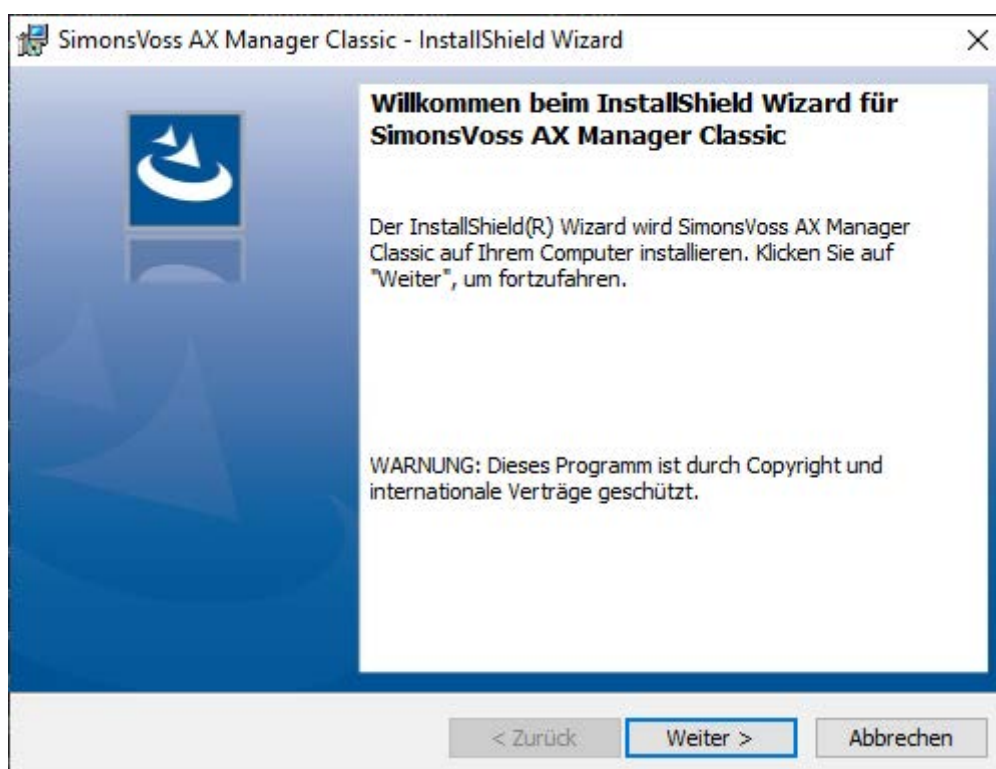 SimonsVoss AX Manager Classic - InstallShield Wizard
Willkommen beim InstallShield Wizard für
SimonsVoss AX Manager Classic
Der InstallShield(R) Wizard wird SimonsVoss AX Manager
Classic auf Ihrem Computer installieren. Klicken Sie auf
"Weiter", um fortzufahren.
WARNUNG: Dieses Programm ist durch Copyright und
internationale Verträge geschützt.
< Zurück
Weiter >
Abbrechen